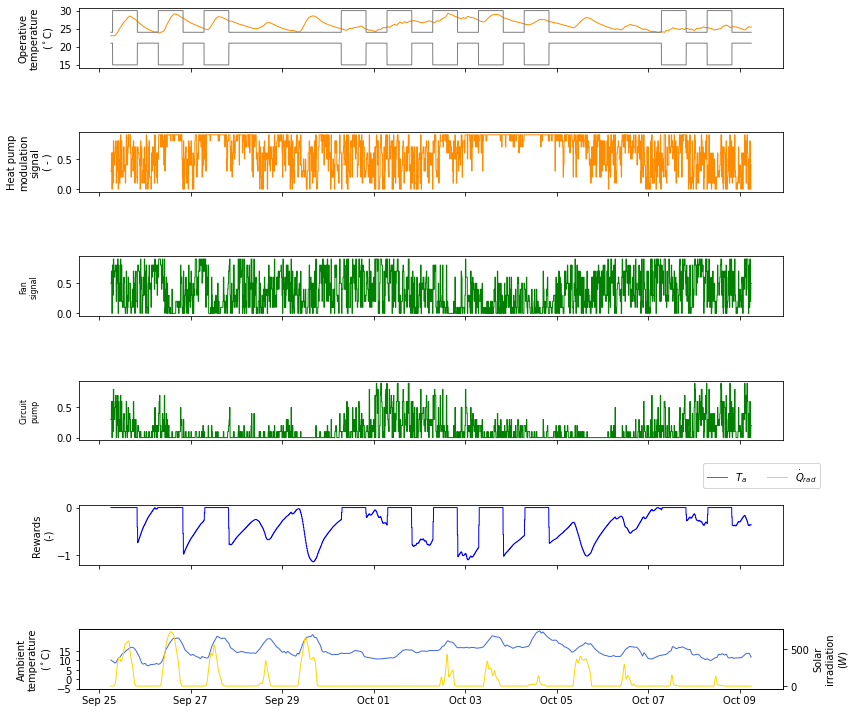 Operative
temperature
(°C)
30
25
20
15
Heat pump
modulation
signal
( - )
0.5
0.0
Fan
signal
0.5
0.0
Circuit
pump
0.5
0.0
T_a Q̇_rad
Rewards
(-)
0
−1
Ambient
temperature
(°C)
15
10
5
0
−5
500
0
Solar
irradiation
(W)
Sep 25 Sep 27 Sep 29 Oct 01 Oct 03 Oct 05 Oct 07 Oct 09